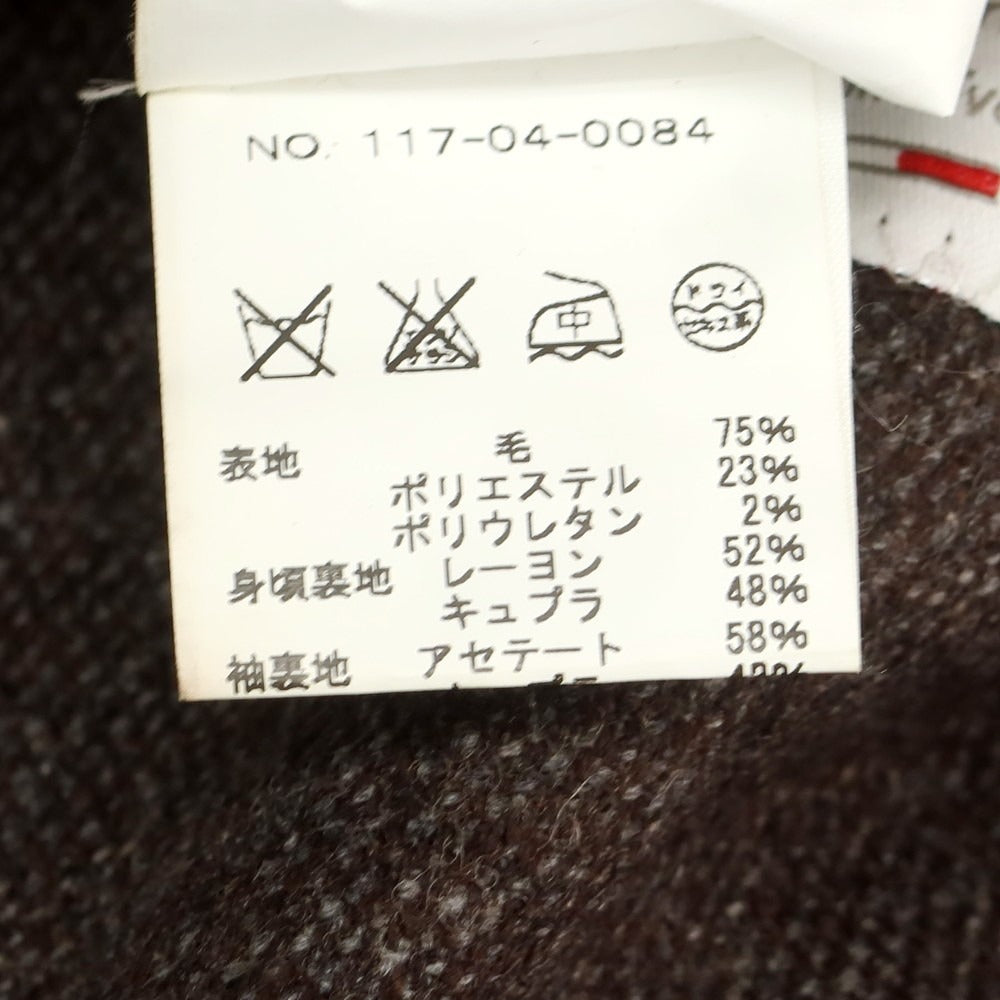 NO. 117-04-0084
中
ドライ
表地 毛 75%
ポリエステル 23%
ポリウレタン 2%
身頃裏地 レーヨン 52%
キュプラ 48%
袖裏地 アセテート 58%